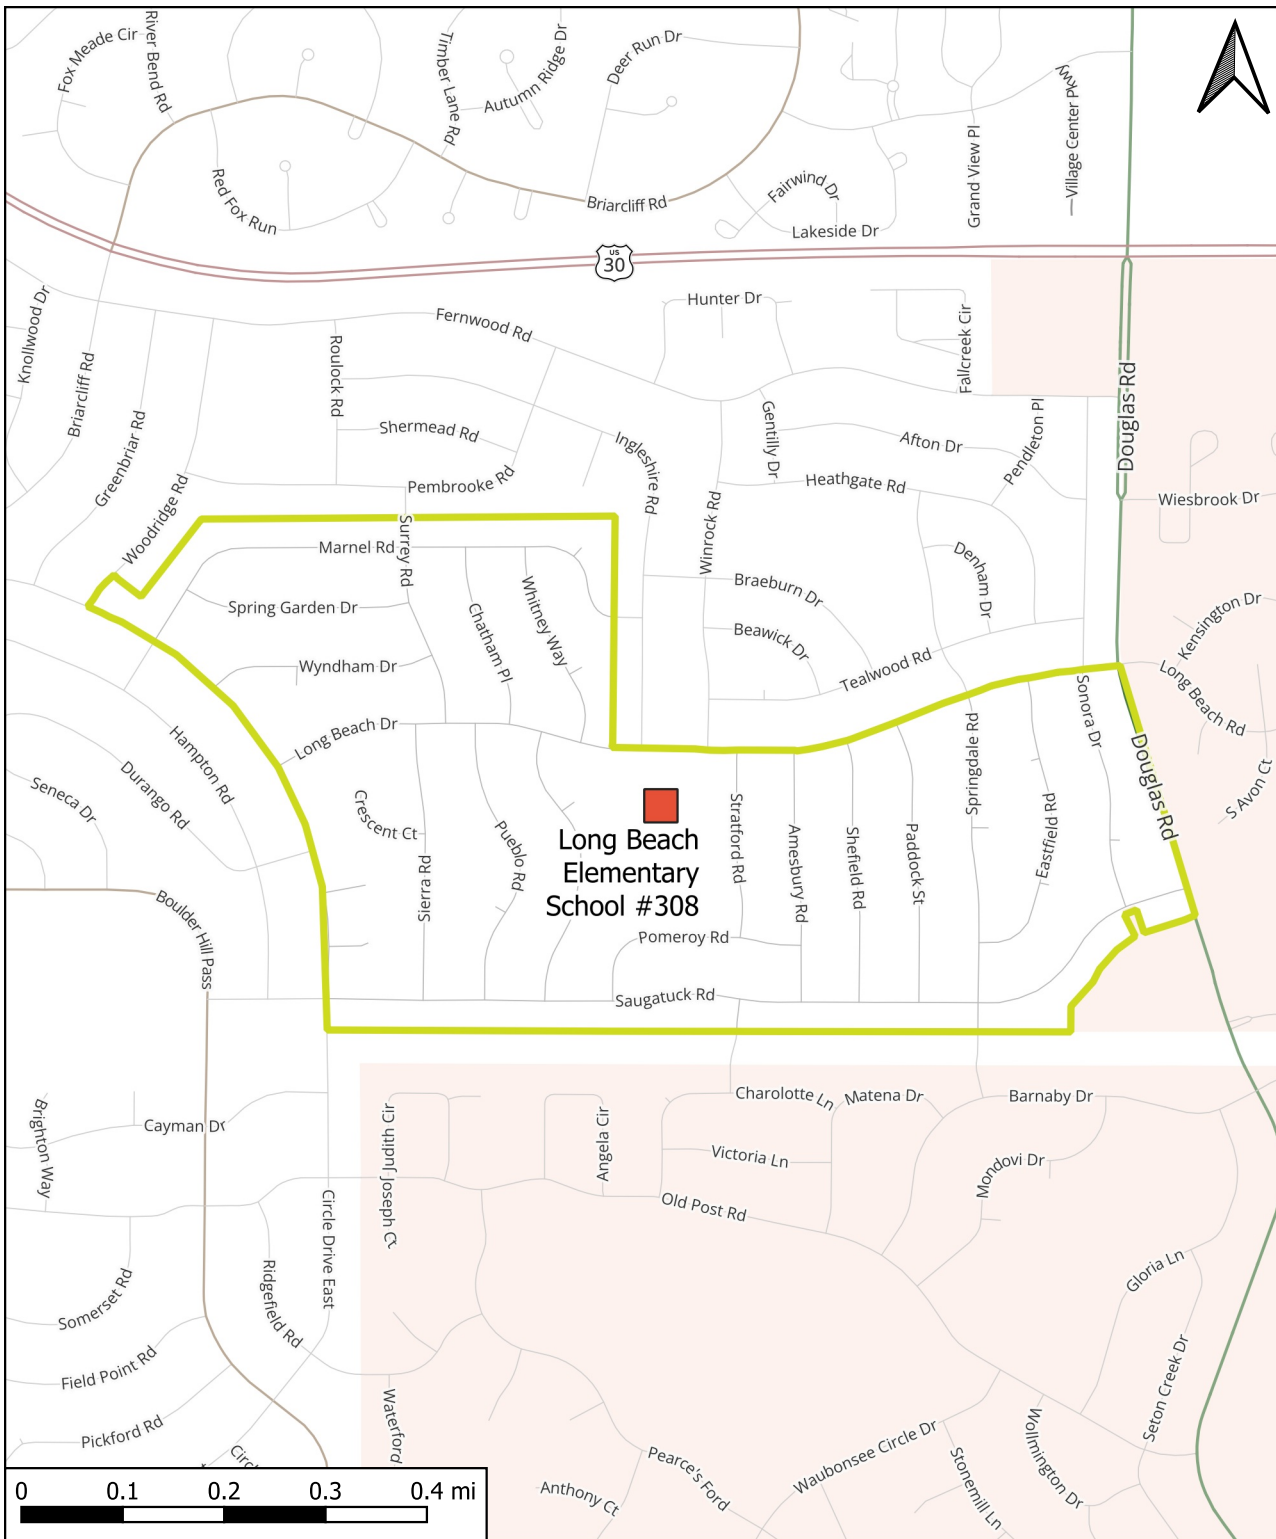 Fox Meade Cir
River Bend Rd
Timber Lane Rd
Autumn Ridge Dr
Deer Run Dr
Village Center Pkwy
Grand View Pl
Red Fox Run
Briarcliff Rd
Fairwind Dr
Lakeside Dr
US
30
Knollwood Dr
Briarcliff Rd
Greenbriar Rd
Woodridge Rd
Roulock Rd
Fernwood Rd
Shermead Rd
Pembrooke Rd
Ingleshire Rd
Hunter Dr
Fallcreek Cir
Gentilly Dr
Afton Dr
Pendleton Pl
Heathgate Rd
Winrock Rd
Douglas Rd
Wiesbrook Dr
Surrey Rd
Marnel Rd
Spring Garden Dr
Wyndham Dr
Chatham Pl
Whitney Way
Braeburn Dr
Beawick Dr
Denham Dr
Tealwood Rd
Kensington Dr
Long Beach Rd
S Avon Ct
Long Beach Dr
Hampton Rd
Durango Rd
Seneca Dr
Crescent Ct
Sierra Rd
Pueblo Rd
Long Beach
Elementary
School #308
Stratford Rd
Amesbury Rd
Shefield Rd
Paddock St
Springdale Rd
Eastfield Rd
Sonora Dr
Douglas Rd
Boulder Hill Pass
Pomeroy Rd
Saugatuck Rd
Brighton Way
Cayman Dr
Judith Cir
Joseph Ct
Angela Cir
Charolotte Ln
Matena Dr
Barnaby Dr
Victoria Ln
Mondovi Dr
Old Post Rd
Circle Drive East
Somerset Rd
Ridgefield Rd
Gloria Ln
Field Point Rd
Pickford Rd
Waterford
Circ
Seton Creek Dr
Wollmington Dr
Waubonsee Circle Dr
Stonemill Ln
Pearce's Ford
Anthony Ct
0 0.1 0.2 0.3 0.4 mi